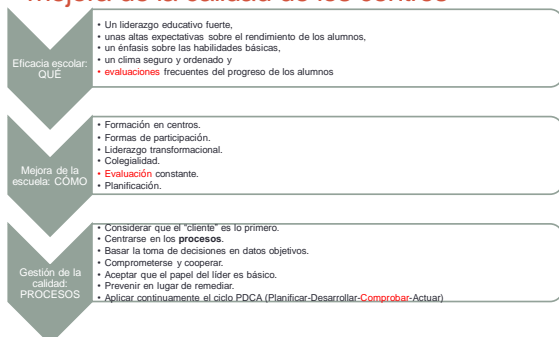 mejora de la calidad de los centros
Eficacia escolar:
QUÉ
• Un liderazgo educativo fuerte,
• unas altas expectativas sobre el rendimiento de los alumnos,
• un énfasis sobre las habilidades básicas,
• un clima seguro y ordenado y
• evaluaciones frecuentes del progreso de los alumnos
Mejora de la
escuela: CÓMO
• Formación en centros.
• Formas de participación.
• Liderazgo transformacional.
• Colegialidad.
• Evaluación constante.
• Planificación.
Gestión de la
calidad:
PROCESOS
• Considerar que el "cliente" es lo primero.
• Centrarse en los procesos.
• Basar la toma de decisiones en datos objetivos.
• Comprometerse y cooperar.
• Aceptar que el papel del líder es básico.
• Prevenir en lugar de remediar.
• Aplicar continuamente el ciclo PDCA (Planificar-Desarrollar-Comprobar-Actuar)